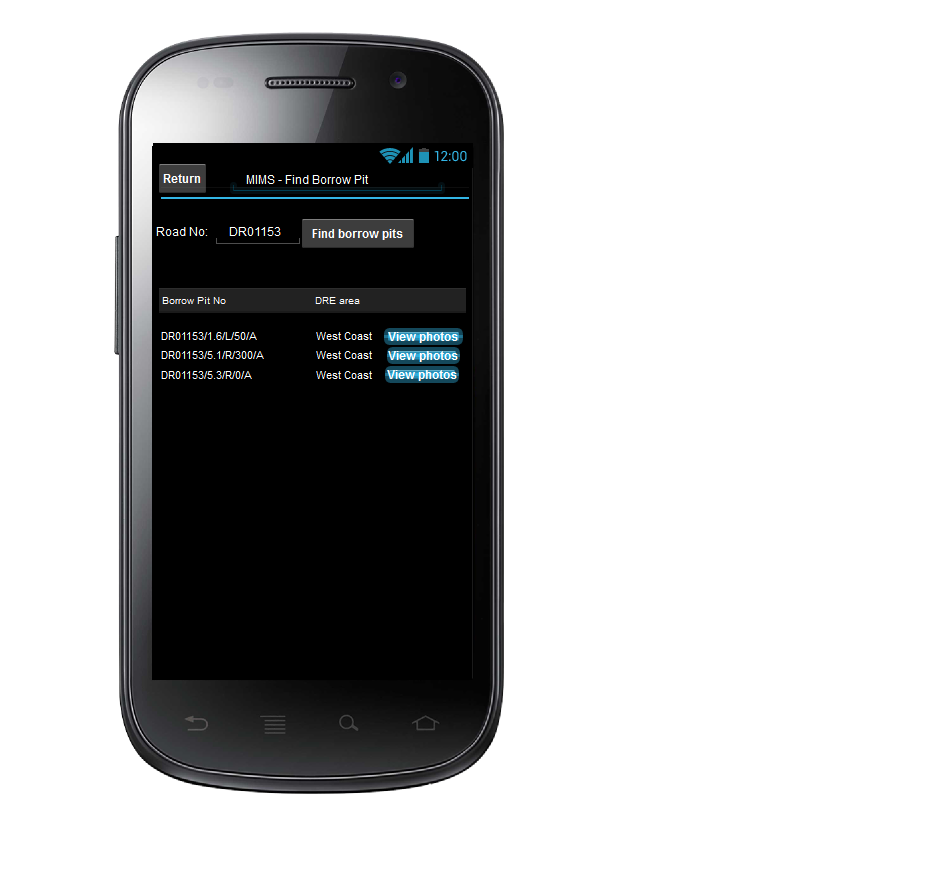 12:00
Return MIMS - Find Borrow Pit
Road No: DR01153 Find borrow pits
Borrow Pit No DRE area
DR01153/1.6/L/50/A West Coast View photos
DR01153/5.1/R/300/A West Coast View photos
DR01153/5.3/R/0/A West Coast View photos